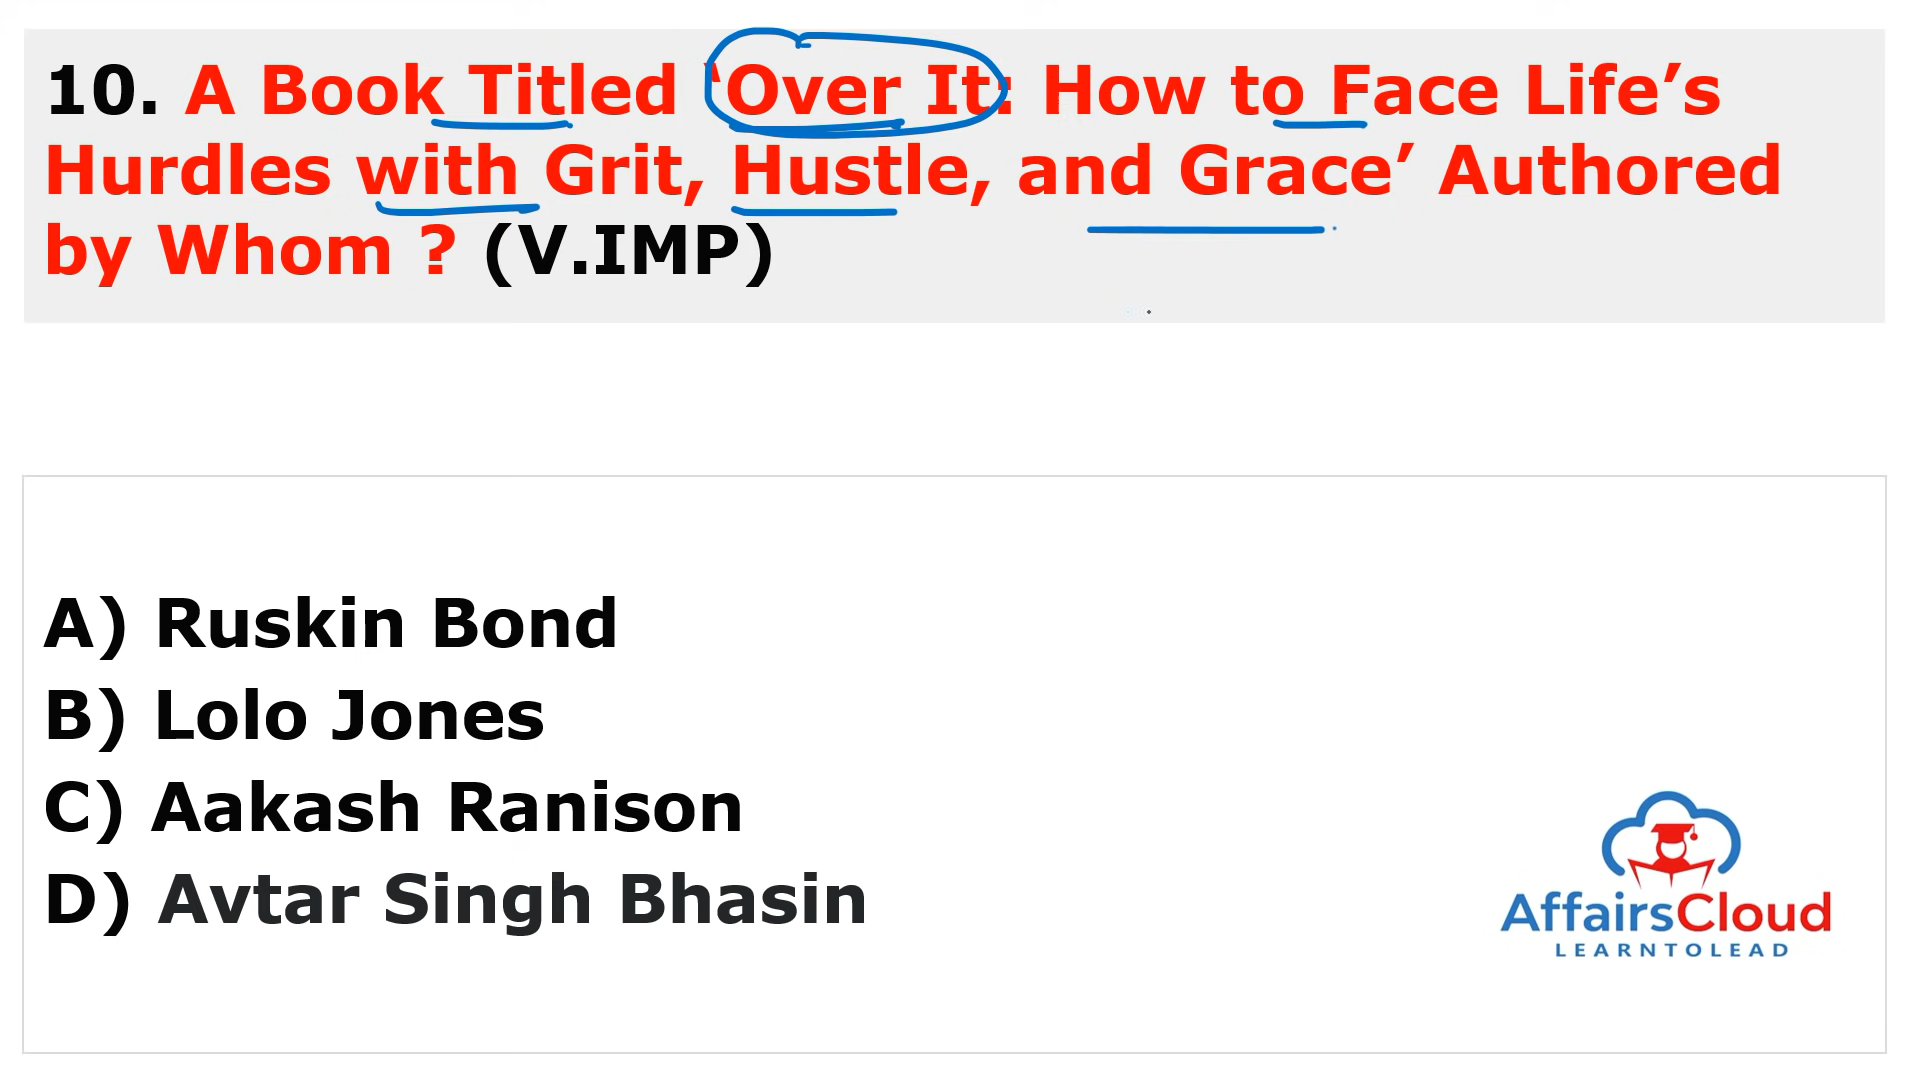 10. A Book Titled ‘Over It: How to Face Life’s
Hurdles with Grit, Hustle, and Grace’ Authored
by Whom ? (V.IMP)
A) Ruskin Bond
B) Lolo Jones
C) Aakash Ranison
D) Avtar Singh Bhasin
AffairsCloud
LEARNTOLEAD